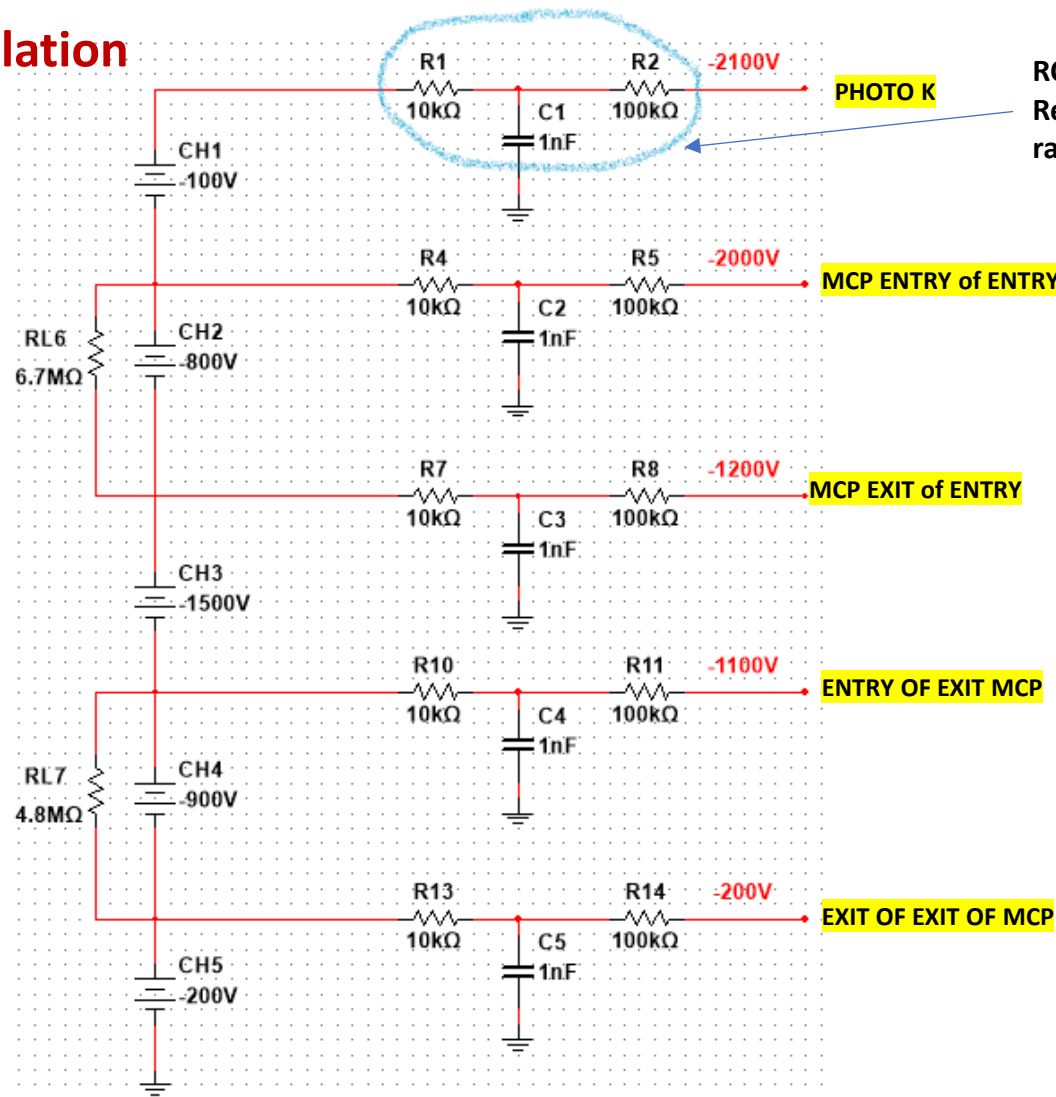 lation
R1
R2
-2100V
10kΩ
C1
1nF
100kΩ
PHOTO K
CH1
-100V
R4
R5
-2000V
10kΩ
C2
1nF
100kΩ
MCP ENTRY of ENTRY
RL6
6.7MΩ
CH2
-800V
R7
R8
-1200V
10kΩ
C3
1nF
100kΩ
MCP EXIT of ENTRY
CH3
-1500V
R10
R11
-1100V
10kΩ
C4
1nF
100kΩ
ENTRY OF EXIT MCP
RL7
4.8MΩ
CH4
-900V
R13
R14
-200V
10kΩ
C5
1nF
100kΩ
EXIT OF EXIT OF MCP
CH5
-200V
Re
ra